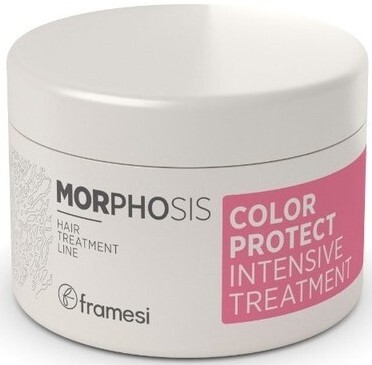 MORPHOSIS
HAIR
TREATMENT
LINE
framesi
COLOR
PROTECT
INTENSIVE
TREATMENT